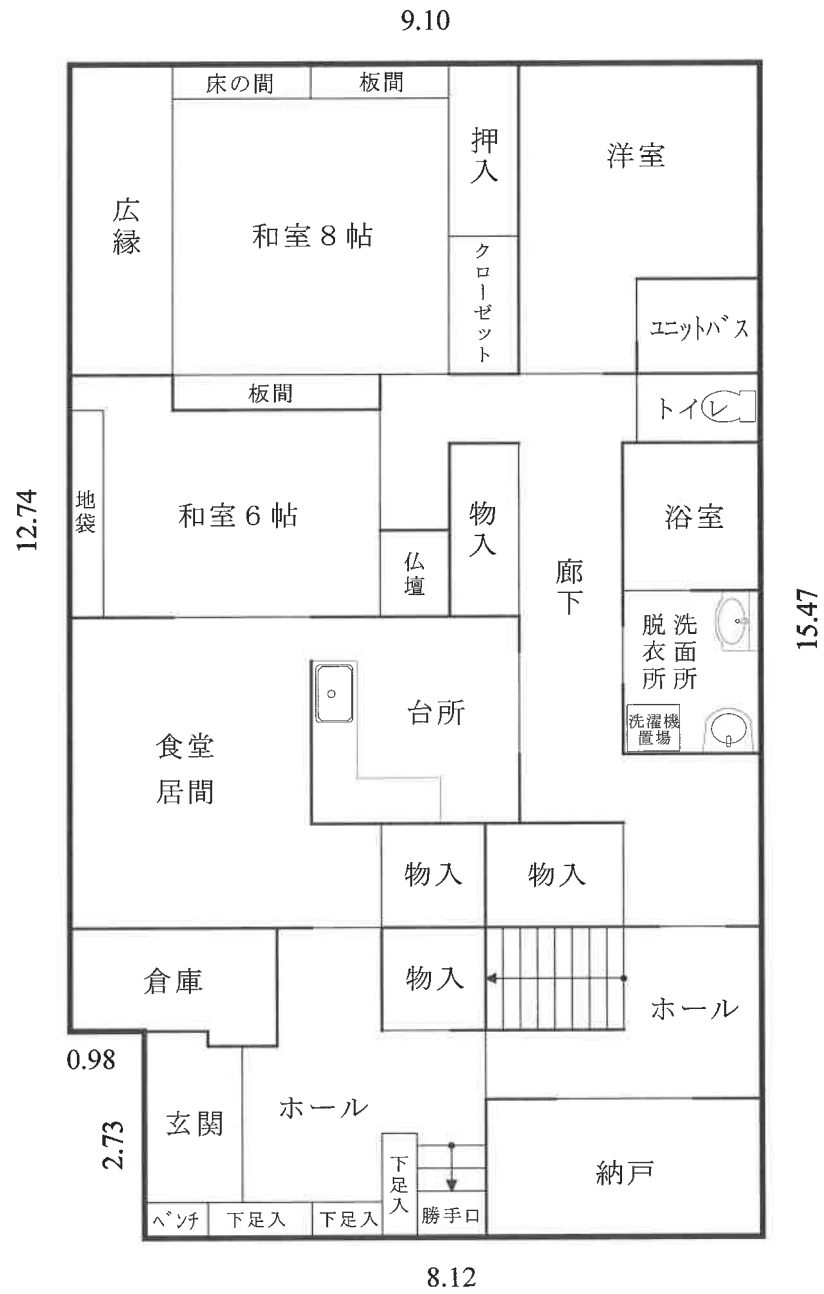 9.10
床の間
板間
押入
洋室
広縁
和室８帖
クローゼット
ユニットバス
板間
トイレ
12.74
地袋
和室６帖
物入
浴室
仏壇
廊下
15.47
洗面所
脱衣所
台所
洗濯機
置場
食堂
居間
物入
物入
倉庫
物入
ホール
0.98
2.73
玄関
ホール
下足入
納戸
ベンチ
下足入
下足入
勝手口
8.12